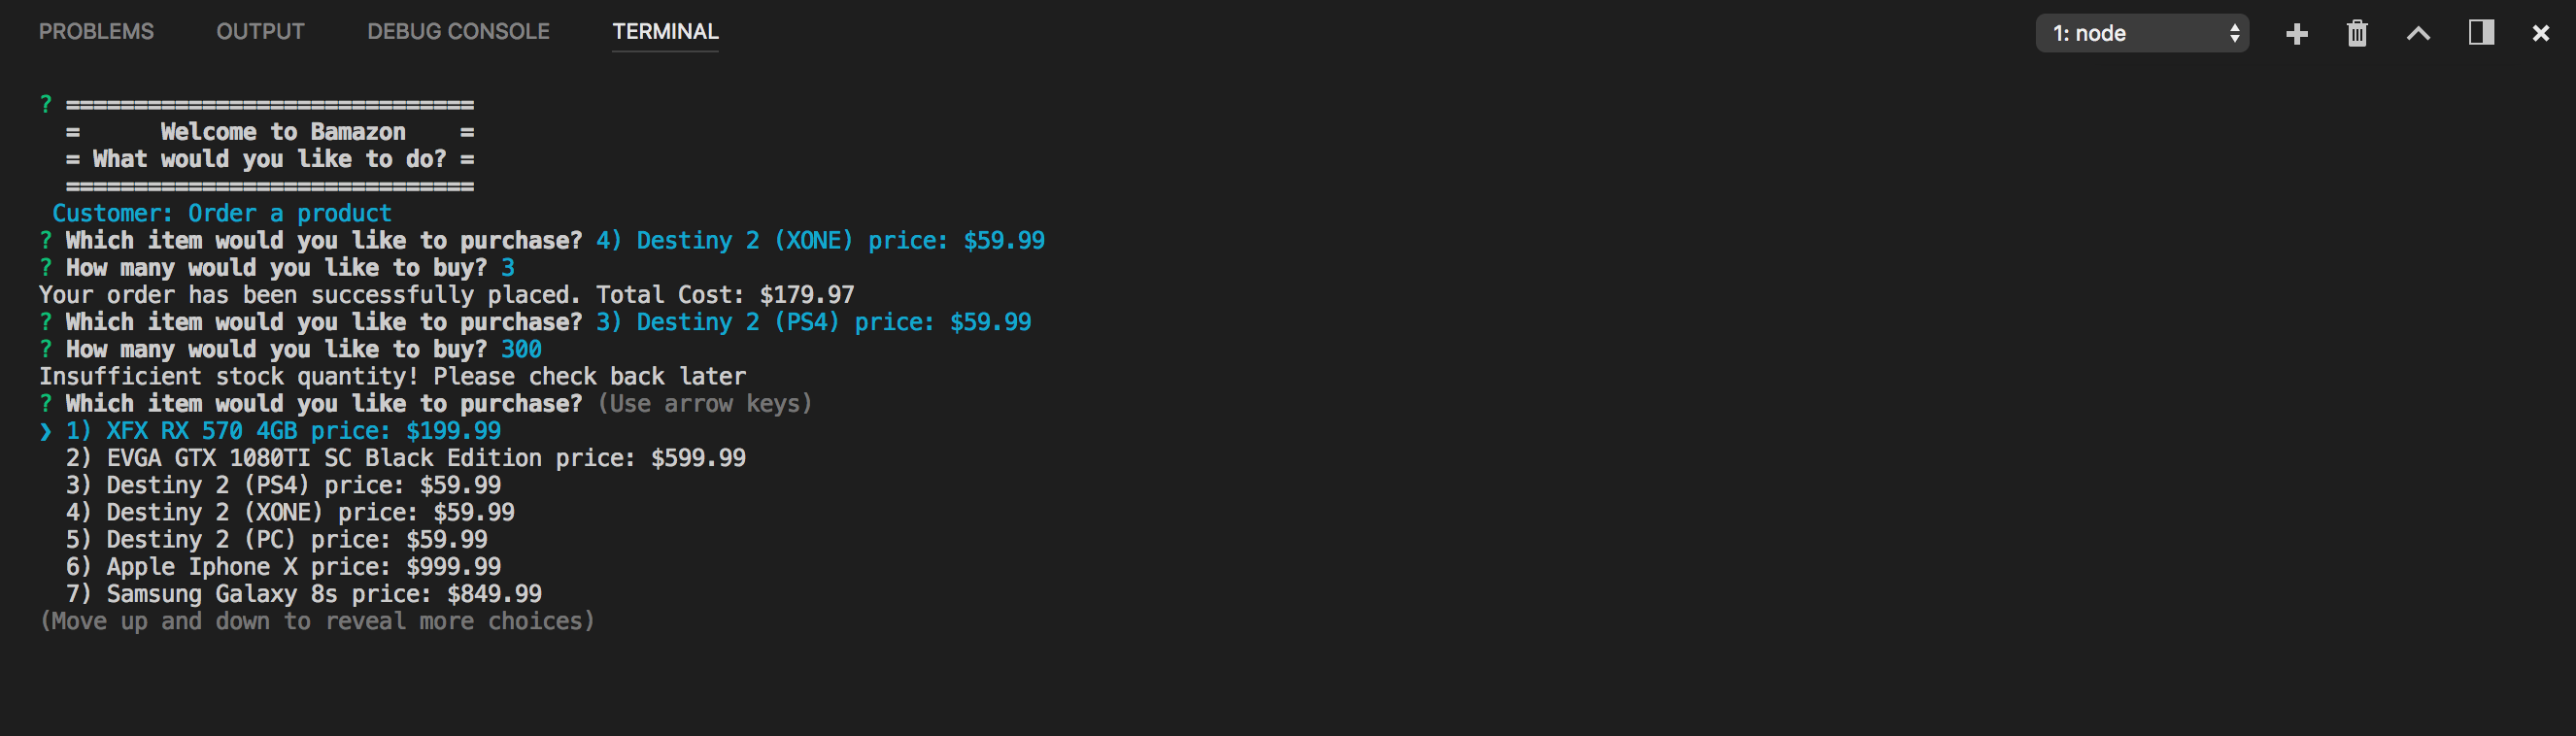 PROBLEMS OUTPUT DEBUG CONSOLE TERMINAL 1: node
? ==============================
= Welcome to Bamazon =
= What would you like to do? =
==============================
Customer: Order a product
? Which item would you like to purchase? 4) Destiny 2 (XONE) price: $59.99
? How many would you like to buy? 3
Your order has been successfully placed. Total Cost: $179.97
? Which item would you like to purchase? 3) Destiny 2 (PS4) price: $59.99
? How many would you like to buy? 300
Insufficient stock quantity! Please check back later
? Which item would you like to purchase? (Use arrow keys)
❯ 1) XFX RX 570 4GB price: $199.99
2) EVGA GTX 1080TI SC Black Edition price: $599.99
3) Destiny 2 (PS4) price: $59.99
4) Destiny 2 (XONE) price: $59.99
5) Destiny 2 (PC) price: $59.99
6) Apple Iphone X price: $999.99
7) Samsung Galaxy 8s price: $849.99
(Move up and down to reveal more choices)